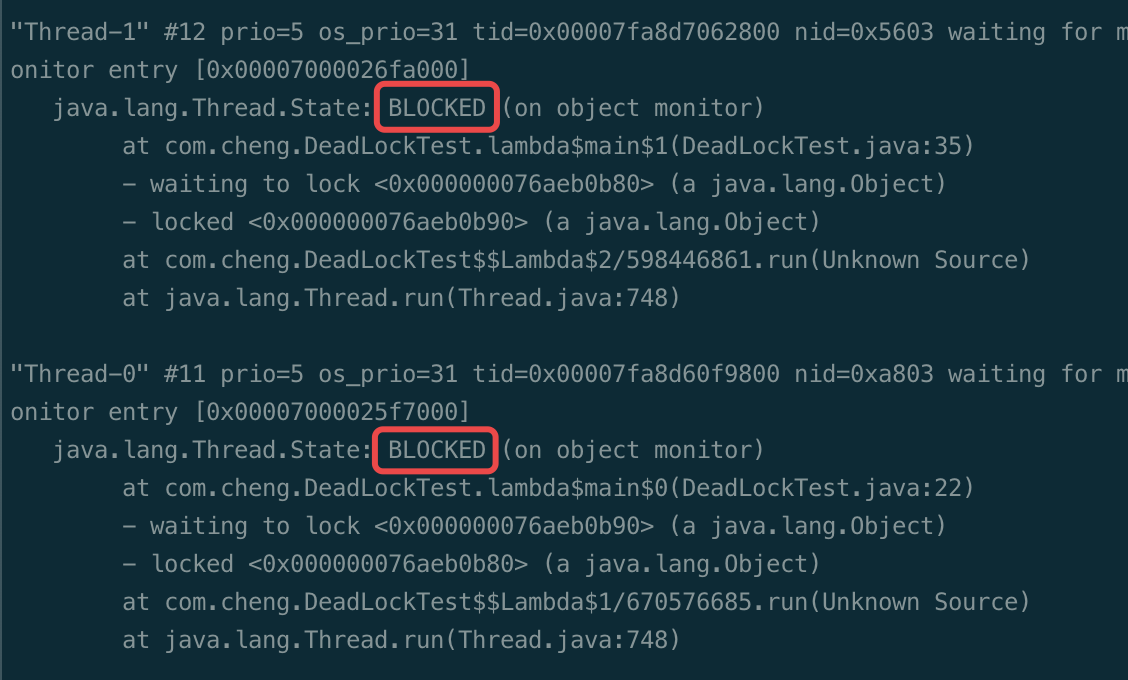 "Thread-1" #12 prio=5 os_prio=31 tid=0x00007fa8d7062800 nid=0x5603 waiting for m
onitor entry [0x00007000026fa000]
   java.lang.Thread.State: BLOCKED (on object monitor)
        at com.cheng.DeadLockTest.lambda$main$1(DeadLockTest.java:35)
        - waiting to lock <0x000000076aeb0b80> (a java.lang.Object)
        - locked <0x000000076aeb0b90> (a java.lang.Object)
        at com.cheng.DeadLockTest$$Lambda$2/598446861.run(Unknown Source)
        at java.lang.Thread.run(Thread.java:748)

"Thread-0" #11 prio=5 os_prio=31 tid=0x00007fa8d60f9800 nid=0xa803 waiting for m
onitor entry [0x00007000025f7000]
   java.lang.Thread.State: BLOCKED (on object monitor)
        at com.cheng.DeadLockTest.lambda$main$0(DeadLockTest.java:22)
        - waiting to lock <0x000000076aeb0b90> (a java.lang.Object)
        - locked <0x000000076aeb0b80> (a java.lang.Object)
        at com.cheng.DeadLockTest$$Lambda$1/670576685.run(Unknown Source)
        at java.lang.Thread.run(Thread.java:748)